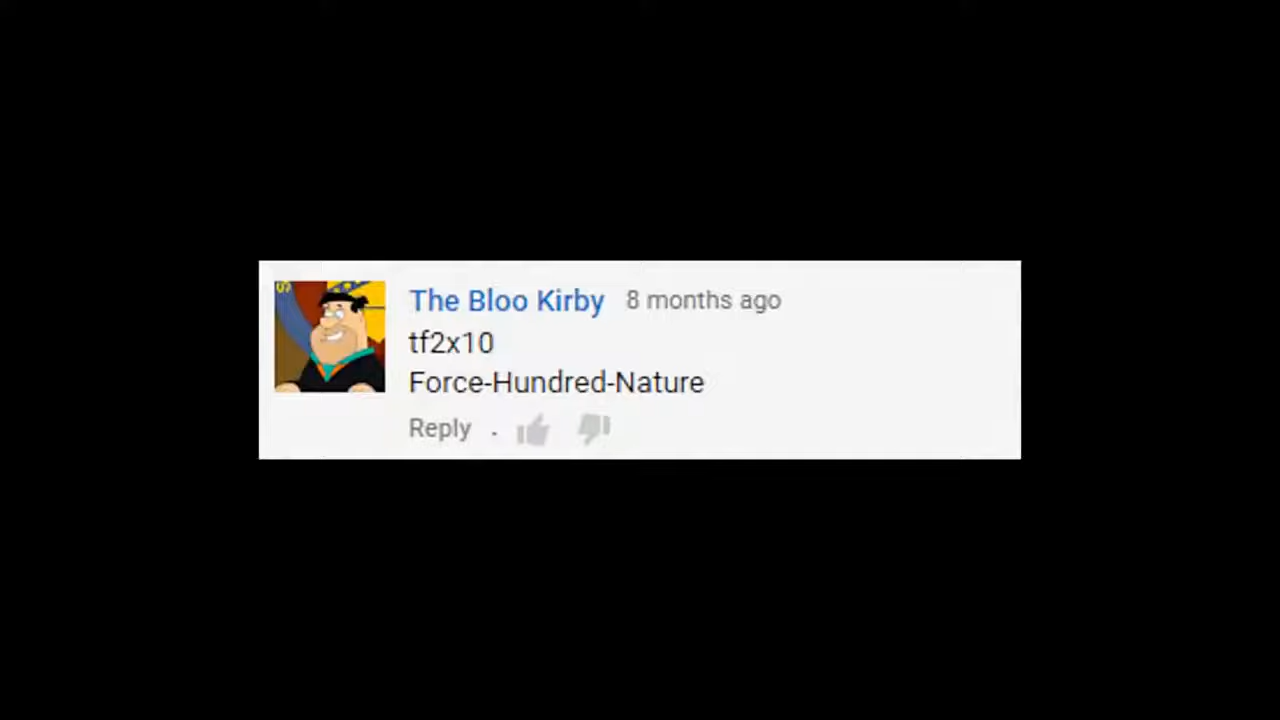 The Bloo Kirby 8 months ago
tf2x10
Force-Hundred-Nature
Reply .